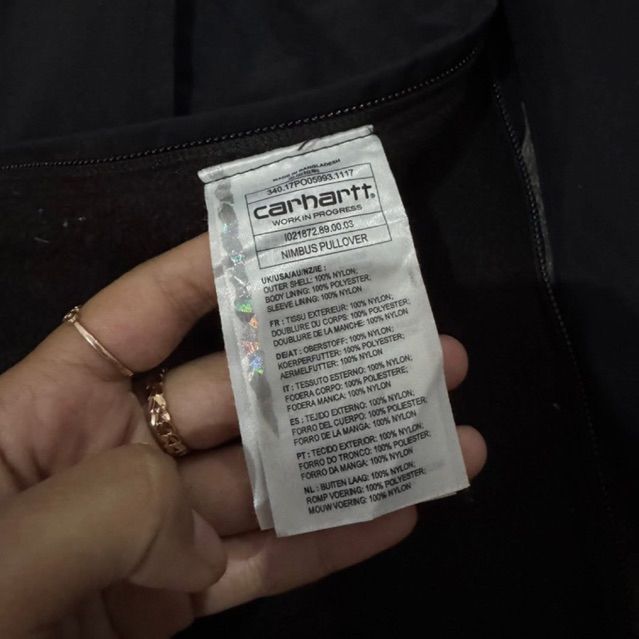 MADE IN BANGLADESH
340.17PO05993.1117
carhartt.
WORK IN PROGRESS
I021872.89.00.03
NIMBUS PULLOVER
UK/USA/AU/NZ/IE:
OUTER SHELL: 100% NYLON;
BODY LINING: 100% POLYESTER;
SLEEVE LINING: 100% NYLON
FR : TISSU EXTERIEUR: 100% NYLON;
DOUBLURE DU CORPS: 100% POLYESTER;
DOUBLURE DE LA MANCHE: 100% NYLON
DE/AT : OBERSTOFF: 100% NYLON;
KOERPERFUTTER: 100% POLYESTER;
AERMELFUTTER: 100% NYLON
IT : TESSUTO ESTERNO: 100% NYLON;
FODERA CORPO: 100% POLIESTERE;
FODERA MANICA: 100% NYLON
ES : TEJIDO EXTERNO: 100% NYLON;
FORRO DEL CUERPO: 100% POLIESTER;
FORRO DE LA MANGA: 100% NYLON
PT : TECIDO EXTERIOR: 100% NYLON;
FORRO DO TRONCO: 100% POLIESTER;
FORRO DA MANGA: 100% NYLON
NL : BUITEN LAAG: 100% NYLON;
ROMP VOERING: 100% POLYESTER;
MOUW VOERING: 100% NYLON